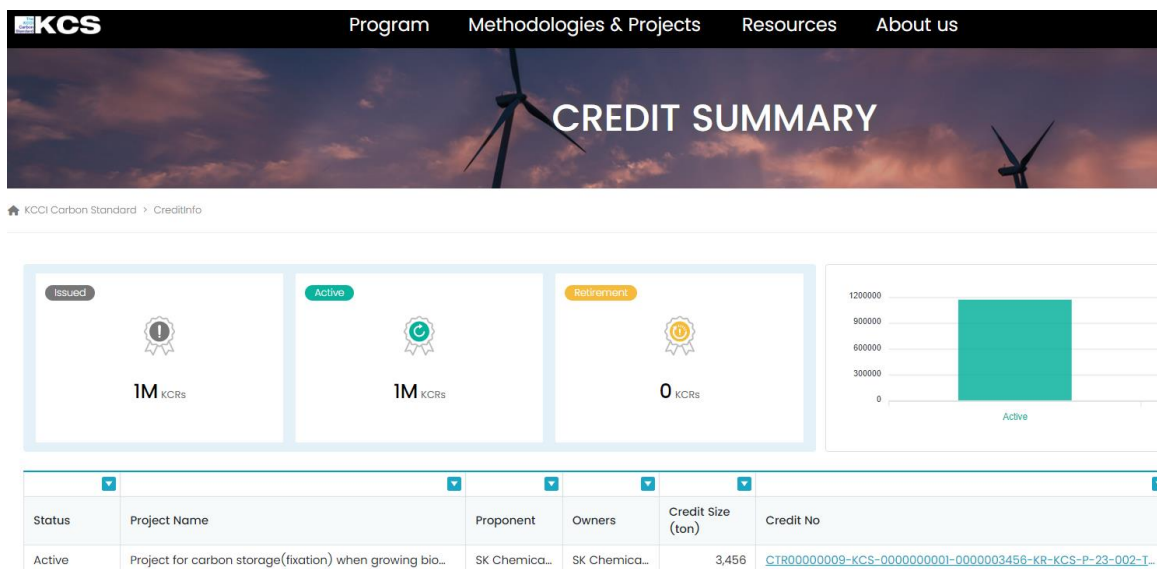 KCS
Program
Methodologies & Projects
Resources
About us
CREDIT SUMMARY
KCCI Carbon Standard > CreditInfo
Issued
1M KCRs
Active
1M KCRs
Retirement
0 KCRs
1200000
900000
600000
300000
0
Active
Status
Project Name
Proponent
Owners
Credit Size
(ton)
Credit No
Active
Project for carbon storage(fixation) when growing bio...
SK Chemica...
SK Chemica...
3,456
CTR00000009-KCS-0000000001-0000003456-KR-KCS-P-23-002-T...